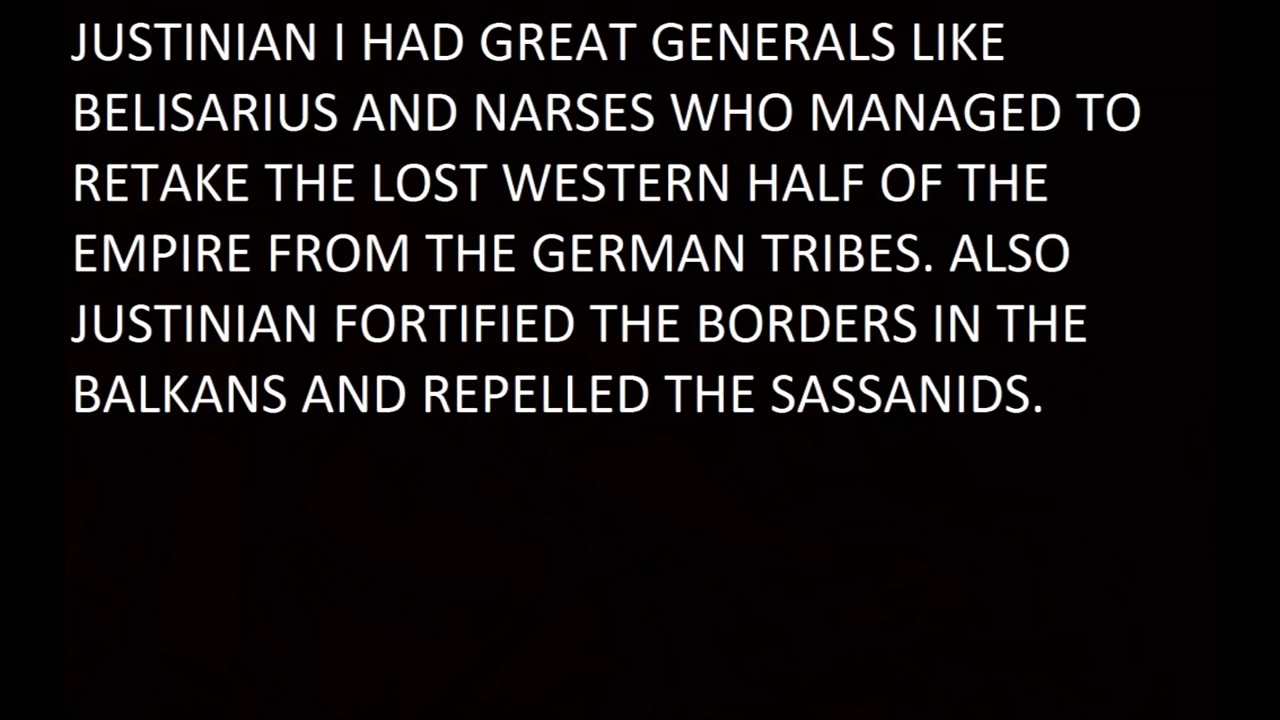 JUSTINIAN I HAD GREAT GENERALS LIKE
BELISARIUS AND NARSES WHO MANAGED TO
RETAKE THE LOST WESTERN HALF OF THE
EMPIRE FROM THE GERMAN TRIBES. ALSO
JUSTINIAN FORTIFIED THE BORDERS IN THE
BALKANS AND REPELLED THE SASSANIDS.